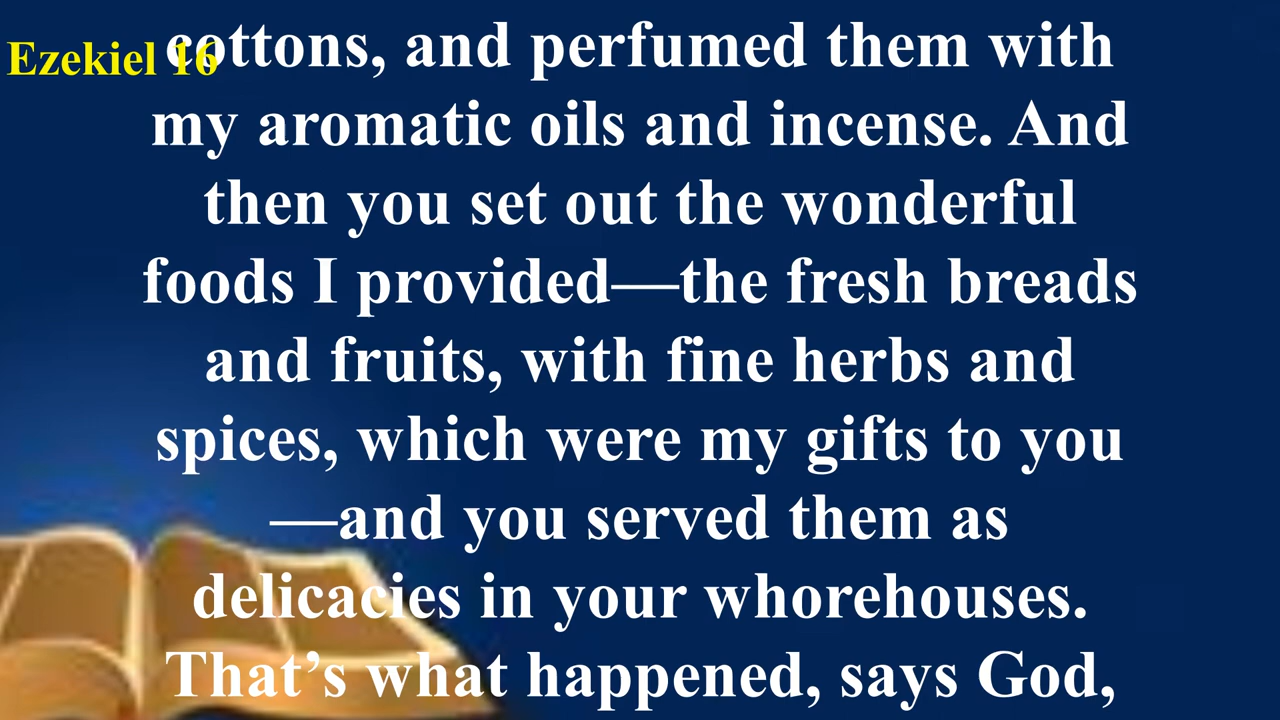 Ezekiel 16
cottons, and perfumed them with
my aromatic oils and incense. And
then you set out the wonderful
foods I provided—the fresh breads
and fruits, with fine herbs and
spices, which were my gifts to you
—and you served them as
delicacies in your whorehouses.
That’s what happened, says God,